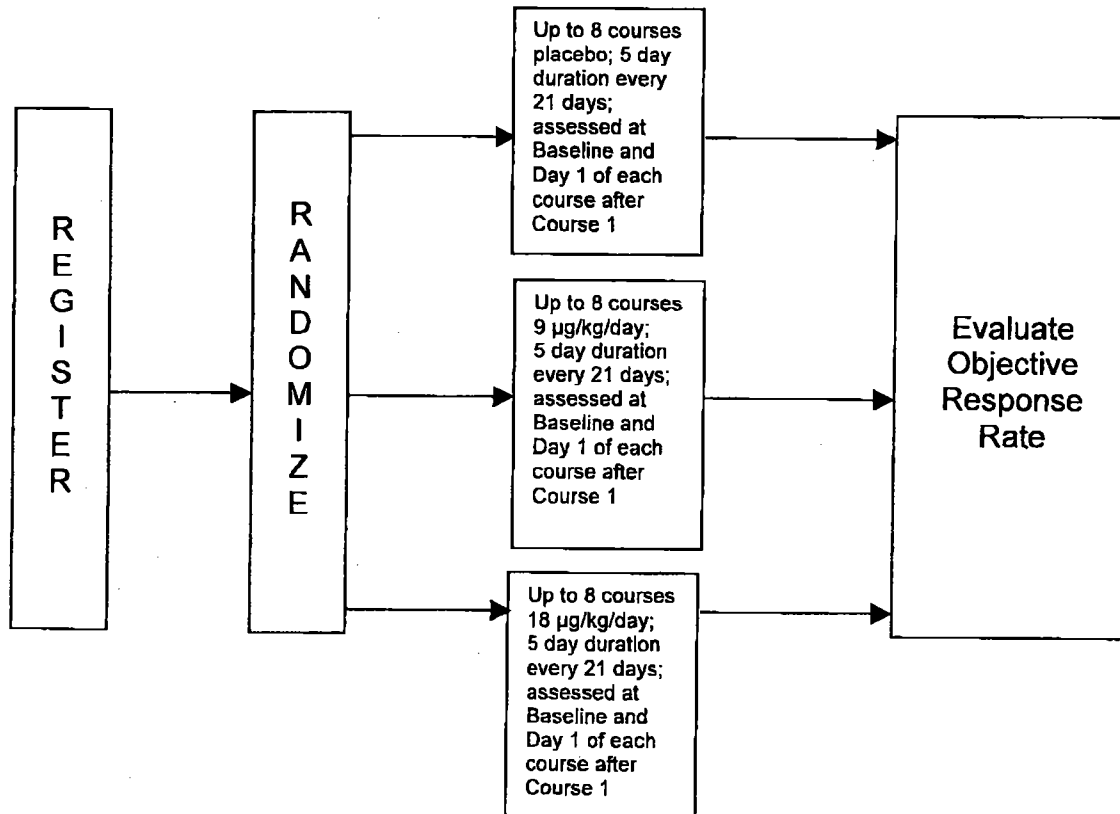 REGISTER
RANDOMIZE
Up to 8 courses
placebo; 5 day
duration every
21 days;
assessed at
Baseline and
Day 1 of each
course after
Course 1
Up to 8 courses
9 µg/kg/day;
5 day duration
every 21 days;
assessed at
Baseline and
Day 1 of each
course after
Course 1
Up to 8 courses
18 µg/kg/day;
5 day duration
every 21 days;
assessed at
Baseline and
Day 1 of each
course after
Course 1
Evaluate
Objective
Response
Rate